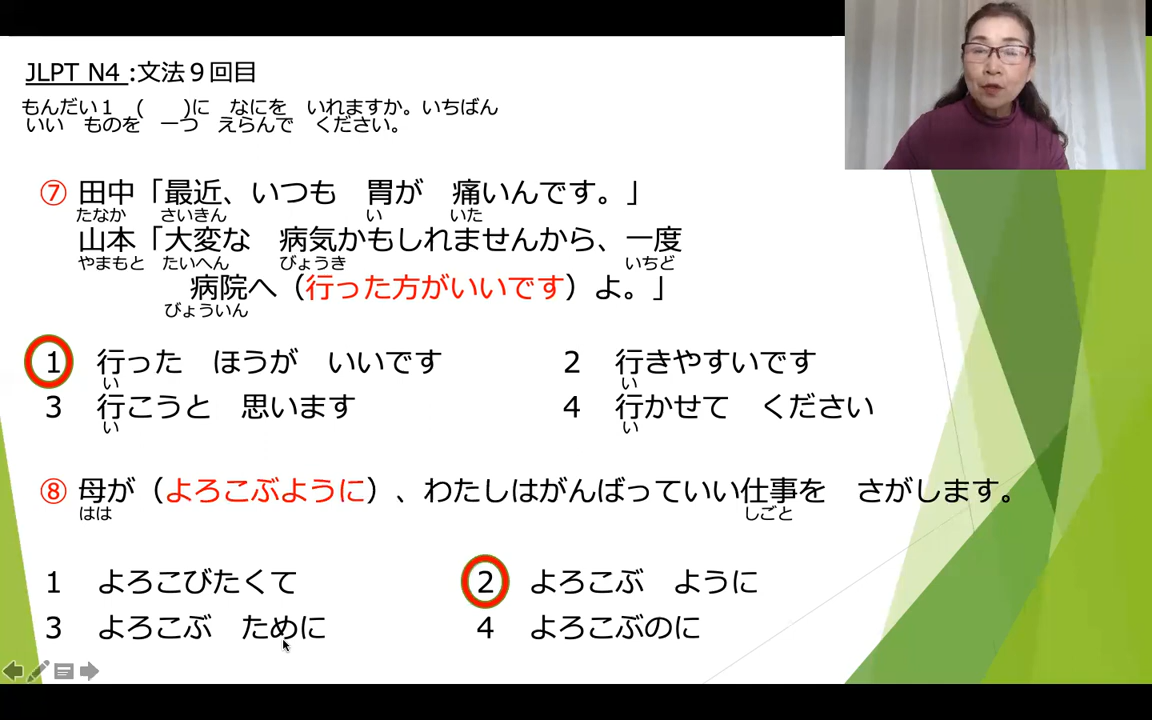 JLPT N4 :文法９回目
もんだい１ ( )に なにを いれますか。いちばん
いい ものを 一つ えらんで ください。
⑦ 田中「最近、いつも 胃が 痛いんです。」
たなか さいきん い いた
山本「大変な 病気かもしれませんから、一度
やまもと たいへん びょうき いちど
病院へ（行った方がいいです）よ。」
びょういん
1 行った ほうが いいです 2 行きやすいです
い い
3 行こうと 思います 4 行かせて ください
い い
⑧ 母が（よろこぶように）、わたしはがんばっていい仕事を さがします。
はは しごと
1 よろこびたくて 2 よろこぶ ように
3 よろこぶ ために 4 よろこぶのに